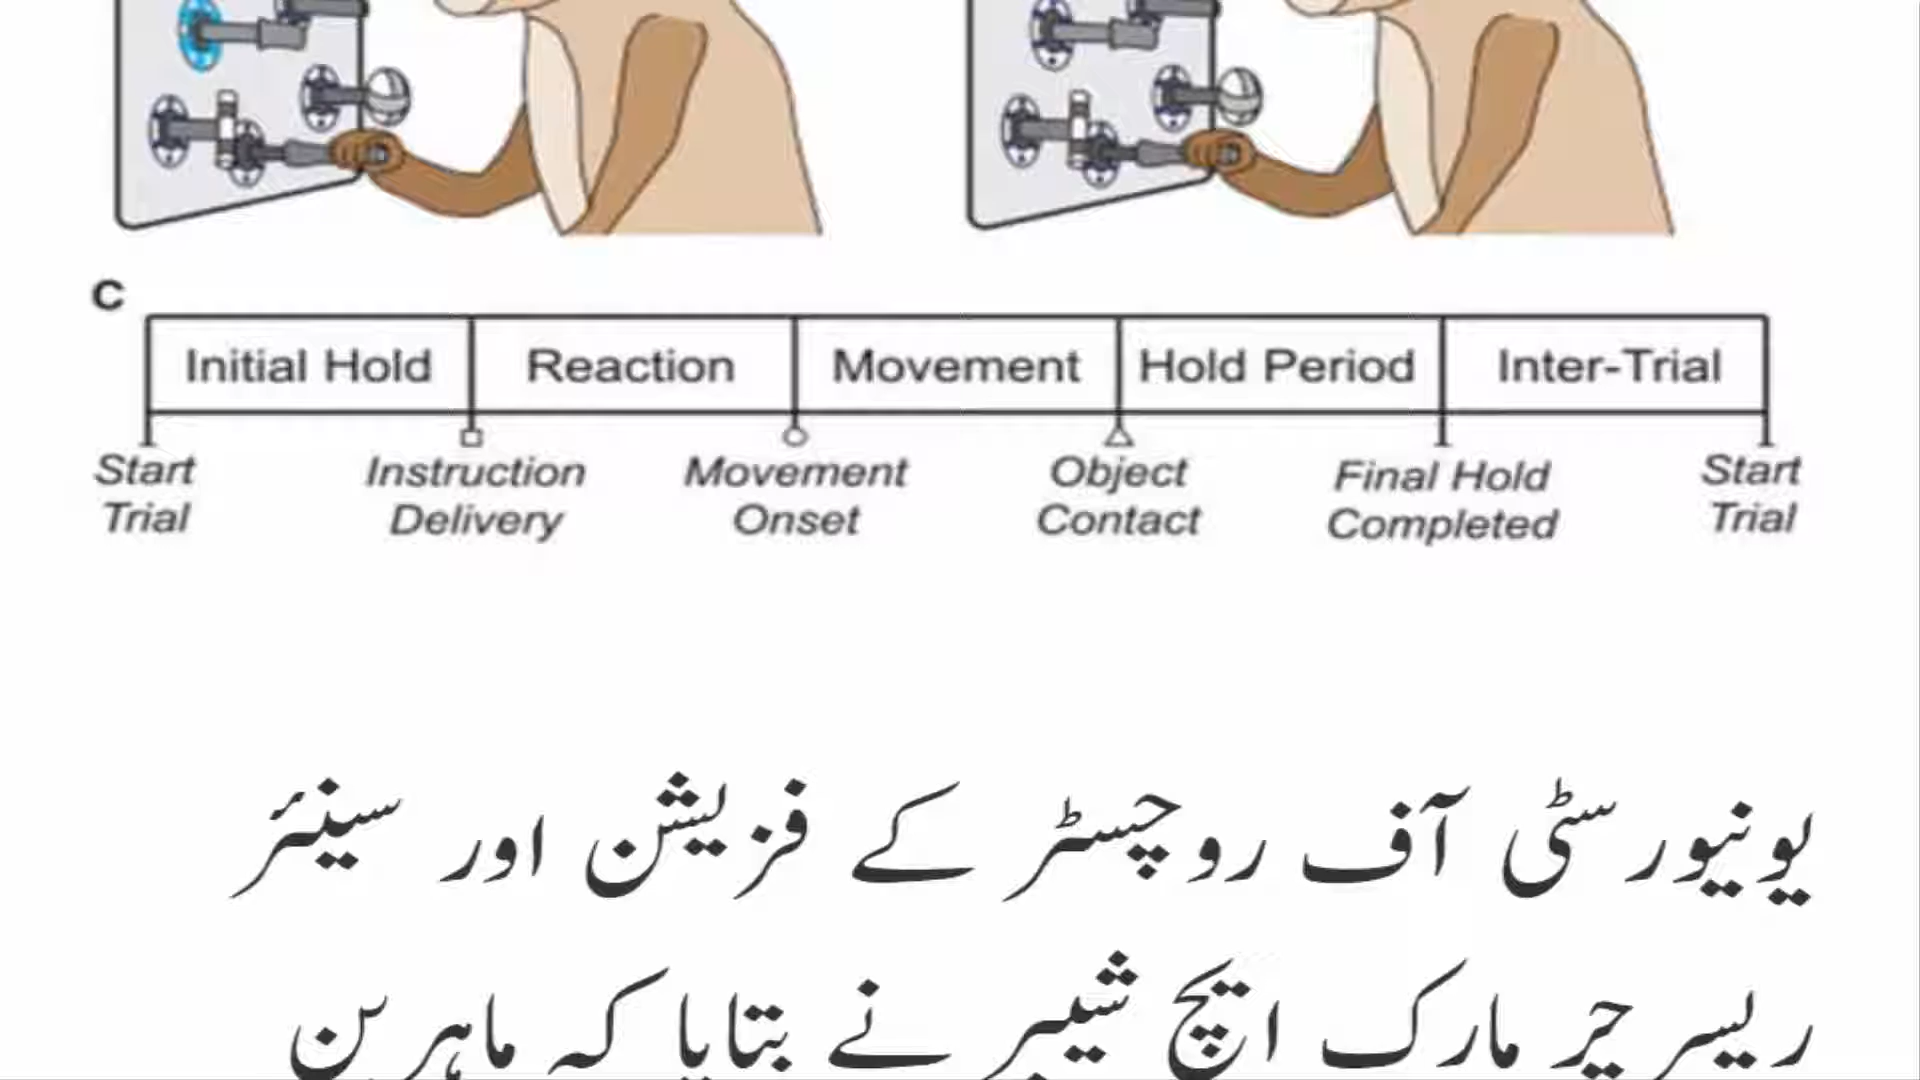 C
Initial Hold Reaction Movement Hold Period Inter-Trial
Start Trial
Instruction Delivery
Movement Onset
Object Contact
Final Hold Completed
Start Trial
یونیورسٹی آف روچسٹر کے فزیشن اور سینئر
ریسرچر مارک ایچ شیبر نے بتایا کہ ماہرین